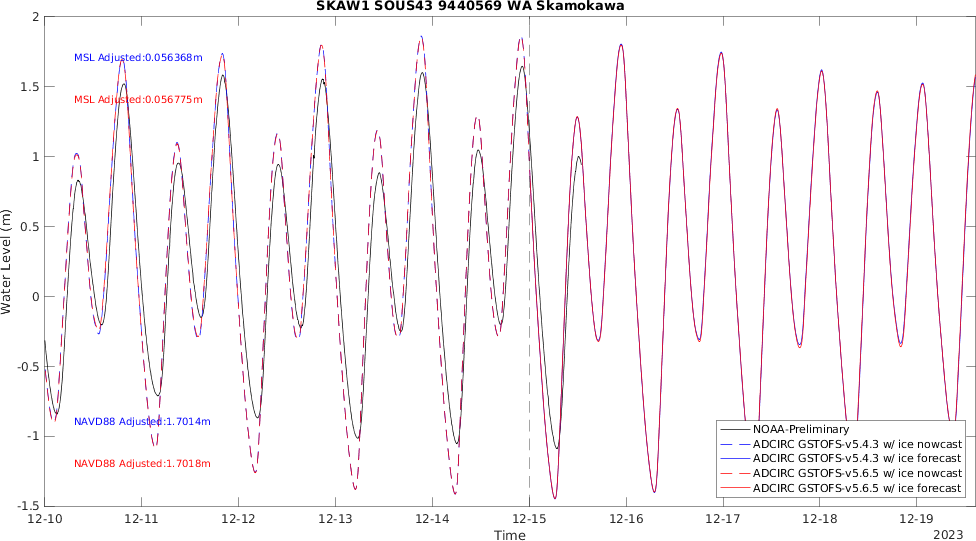 SKAW1 SOUS43 9440569 WA Skamokawa
2
MSL Adjusted:0.056368m
1.5
MSL Adjusted:0.056775m
1
0.5
Water Level (m)
0
-0.5
NAVD88 Adjusted:1.7014m
-1
NAVD88 Adjusted:1.7018m
-1.5
NOAA-Preliminary
ADCIRC GSTOFS-v5.4.3 w/ ice nowcast
ADCIRC GSTOFS-v5.4.3 w/ ice forecast
ADCIRC GSTOFS-v5.6.5 w/ ice nowcast
ADCIRC GSTOFS-v5.6.5 w/ ice forecast
12-10 12-11 12-12 12-13 12-14 12-15 12-16 12-17 12-18 12-19
Time
2023